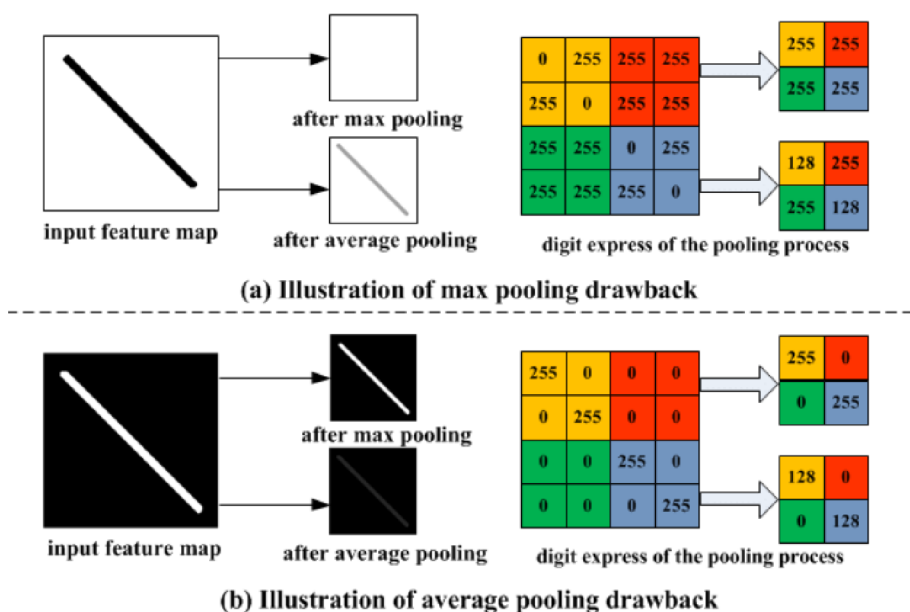 after max pooling
input feature map
after average pooling
0 255 255 255
255 0 255 255
255 255 0 255
255 255 255 0
255 255
255 255
128 255
255 128
digit express of the pooling process
(a) Illustration of max pooling drawback
after max pooling
input feature map
after average pooling
255 0 0 0
0 255 0 0
0 0 255 0
0 0 0 255
255 0
0 255
128 0
0 128
digit express of the pooling process
(b) Illustration of average pooling drawback